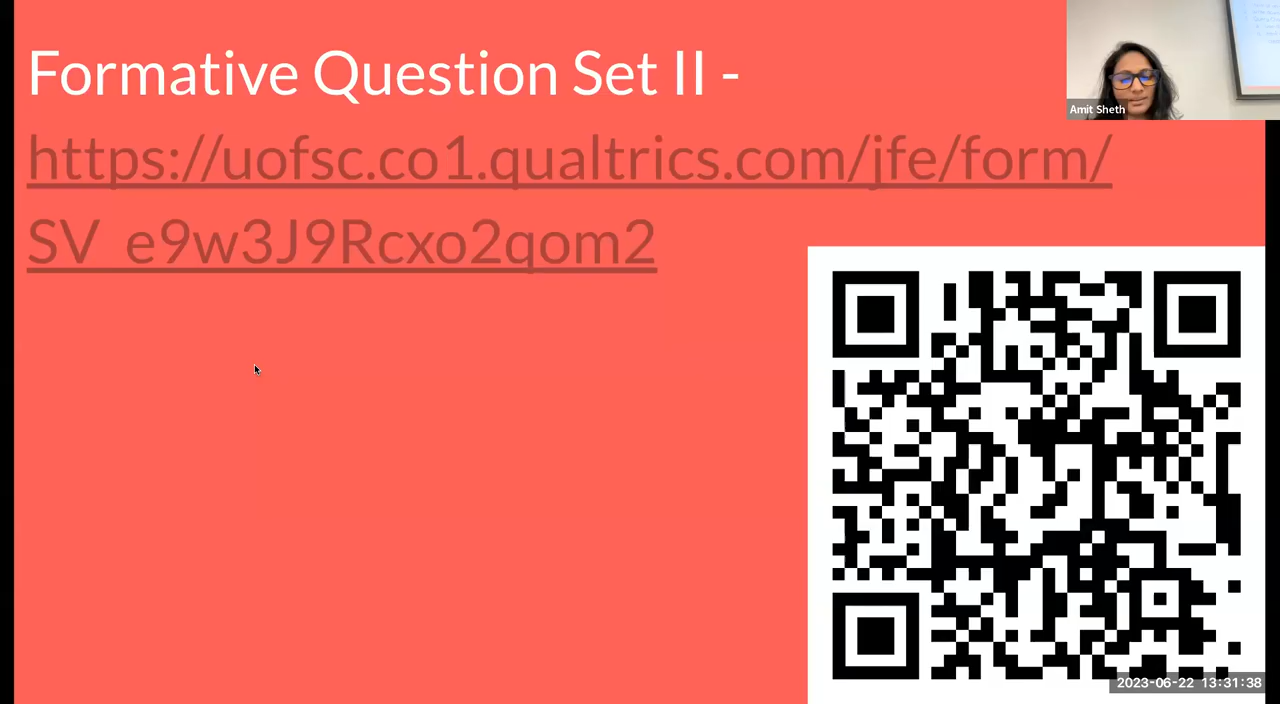 Formative Question Set II -
https://uofsc.co1.qualtrics.com/jfe/form/
SV_e9w3J9Rcxo2qom2
Amit Sheth
2023-06-22 13:31:38